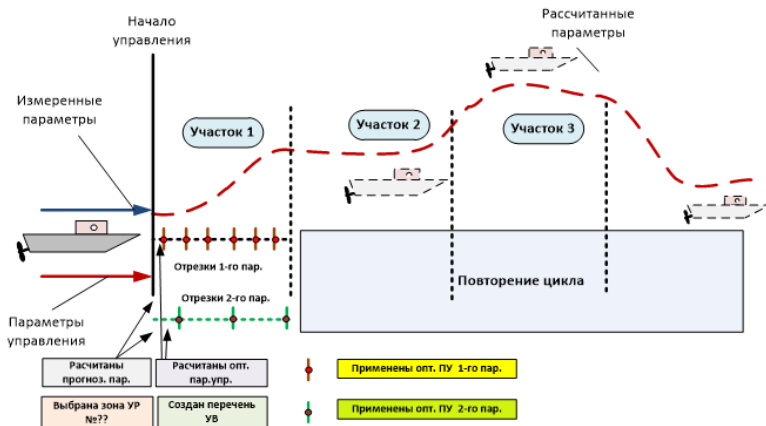 Начало
управления
Рассчитанные
параметры
Измеренные
параметры
Участок 1
Участок 2
Участок 3
Отрезки 1-го пар.
Отрезки 2-го пар.
Повторение цикла
Параметры
управления
Расчитаны
прогноз. пар.
Расчитаны опт.
пар.упр.
Применены опт. ПУ 1-го пар.
Выбрана зона УР
№??
Создан перечень
УВ
Применены опт. ПУ 2-го пар.